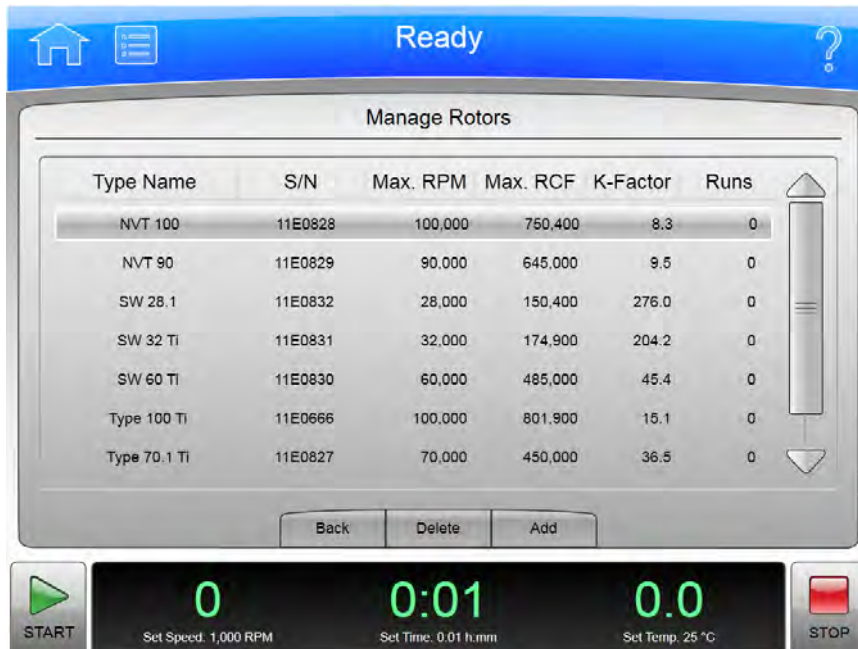 Ready
?
Manage Rotors
Type Name S/N Max. RPM Max. RCF K-Factor Runs
NVT 100 11E0828 100,000 750,400 8.3 0
NVT 90 11E0829 90,000 645,000 9.5 0
SW 28.1 11E0832 28,000 150,400 276.0 0
SW 32 Ti 11E0831 32,000 174,900 204.2 0
SW 60 TI 11E0830 60,000 485,000 45.4 0
Type 100 Ti 11E0666 100,000 801,900 15.1 0
Type 70.1 Ti 11E0827 70,000 450,000 36.5 0
Back Delete Add
0 0:01 0.0
START Set Speed: 1,000 RPM Set Time: 0:01 h:mm Set Temp. 25 °C STOP